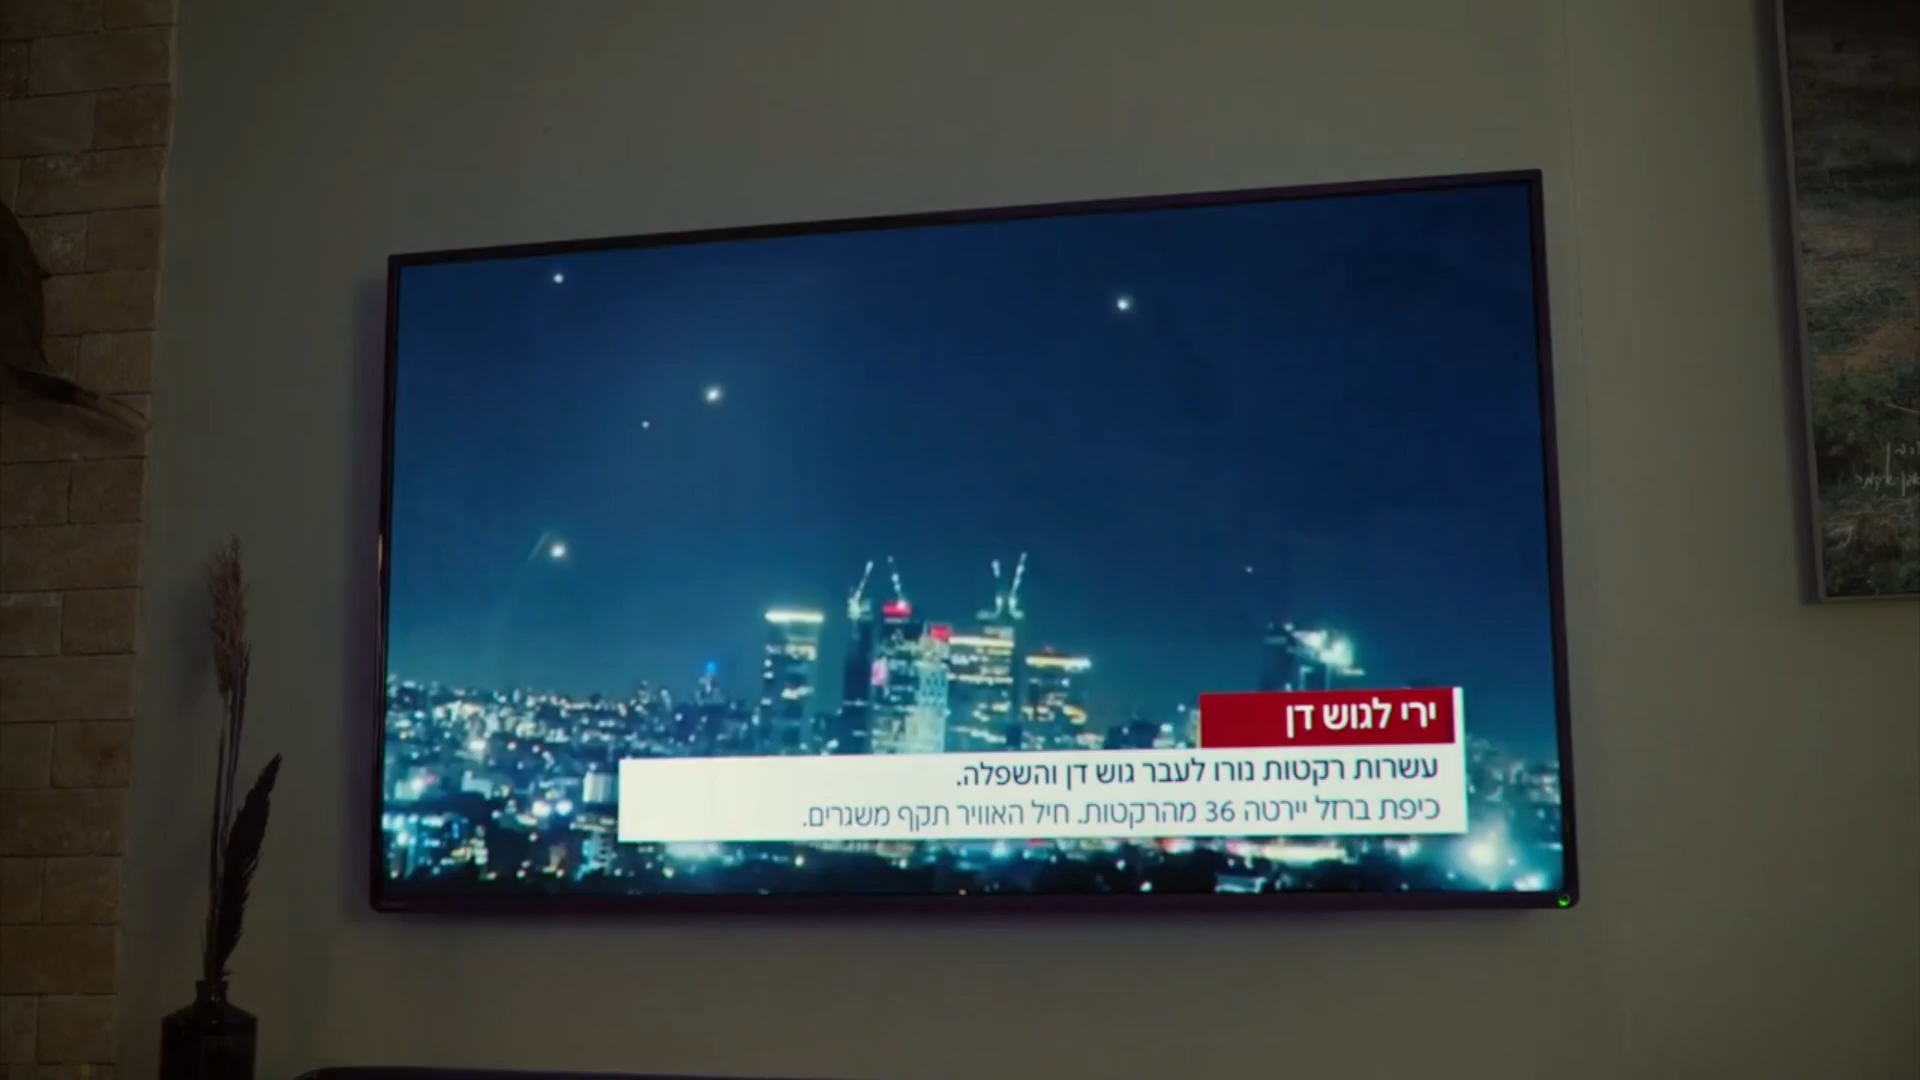 ירי לגוש דן
עשרות רקטות נורו לעבר גוש דן והשפלה.
כיפת ברזל יירטה 36 מהרקטות. חיל האוויר תקף משגרים.